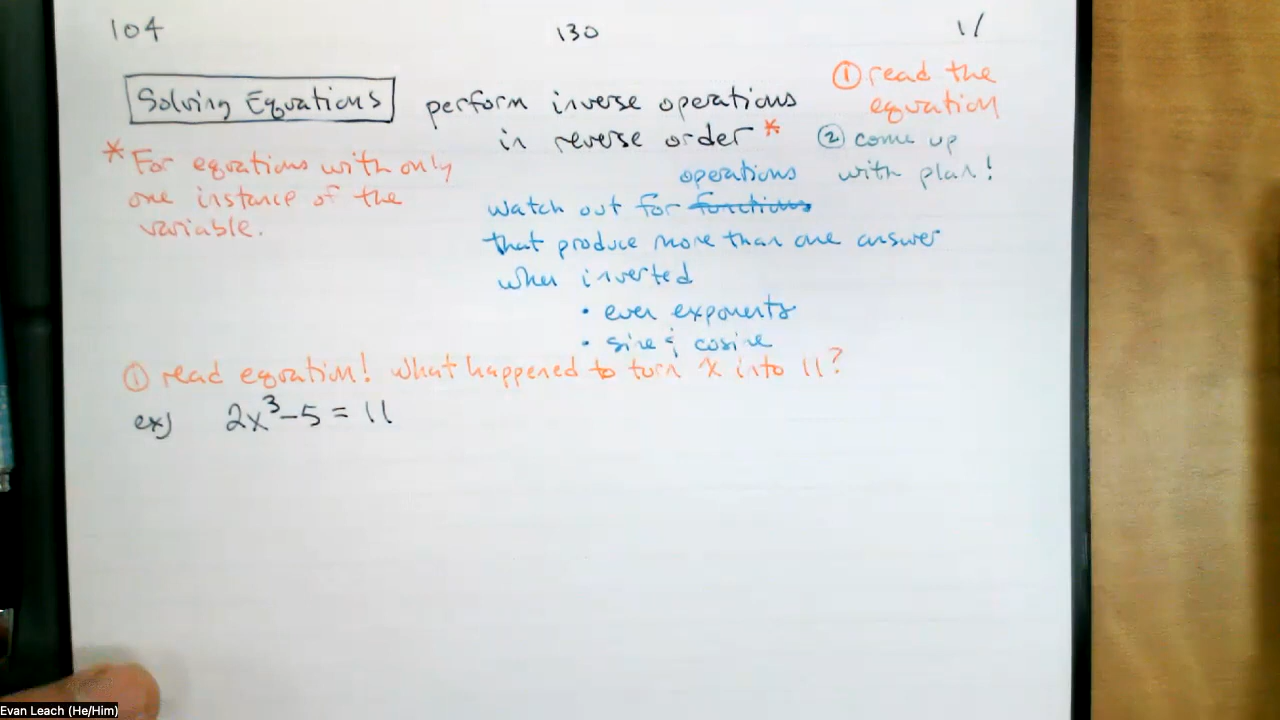 104 130 1/
Solving Equations perform inverse operations
in reverse order *
① read the
equation
② come up
with plan!
* For equations with only
one instance of the
variable.
operations
watch out for functions
that produce more than one answer
when inverted
• even exponents
• sine & cosine
① read equation! what happened to turn x into 11?
ex) 2x³-5 = 11
Evan Leach (He/Him)